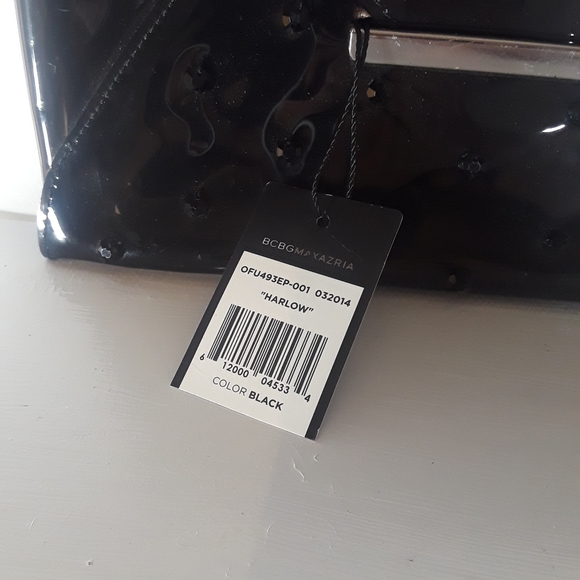 BCBGMAXAZRIA
OFU493EP-001 032014
"HARLOW"
6 12000 04533 4
COLOR BLACK